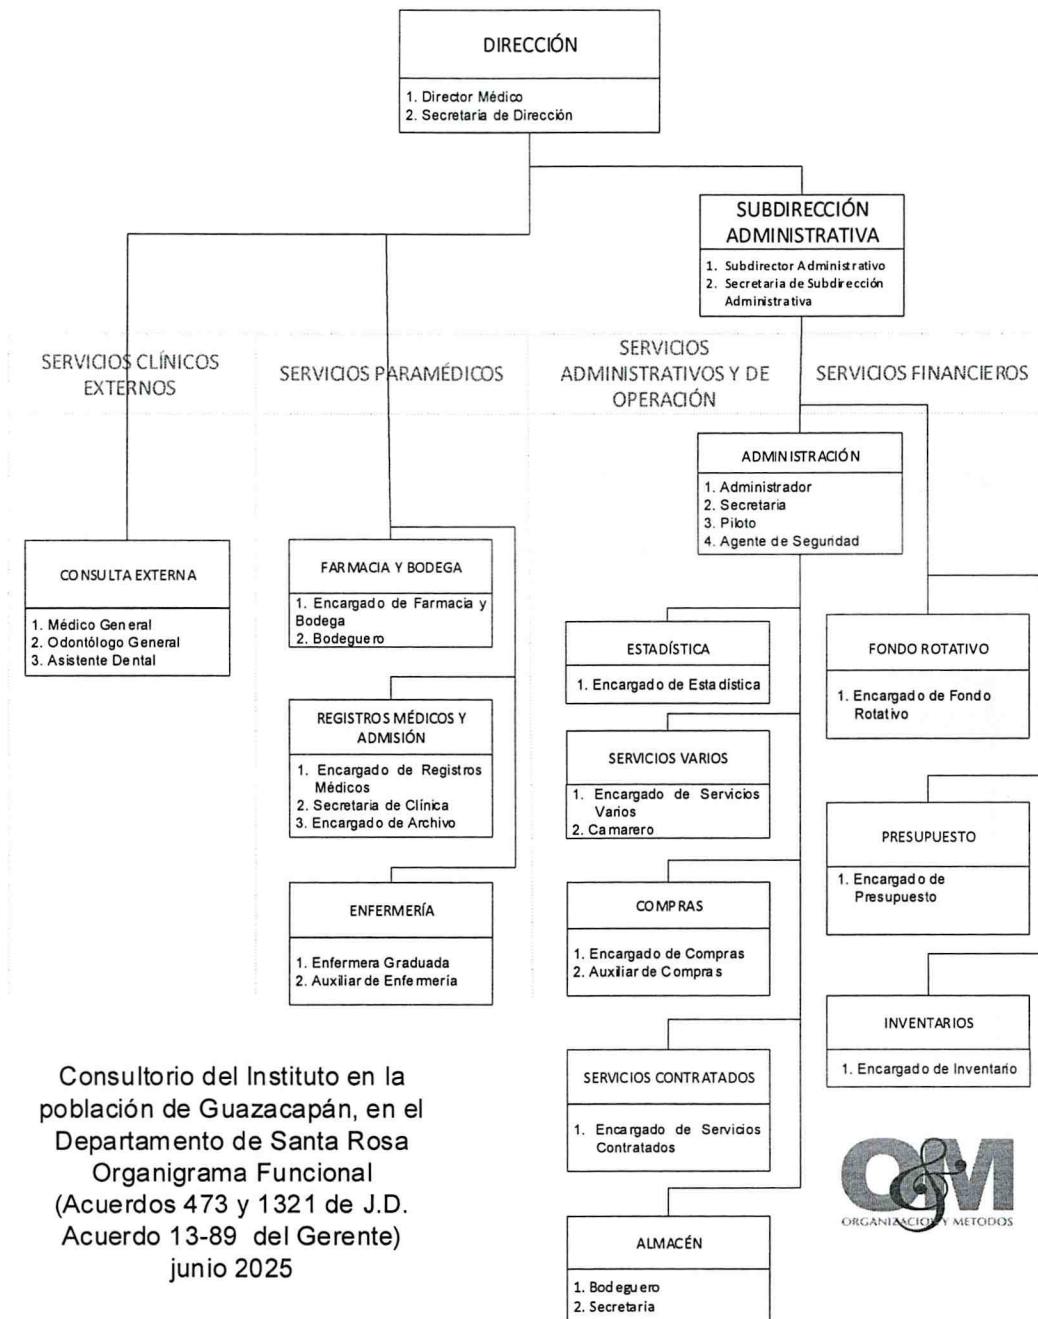 DIRECCIÓN
1. Director Médico
2. Secretaria de Dirección
SUBDIRECCIÓN
ADMINISTRATIVA
1. Subdirector Administrativo
2. Secretaria de Subdirección
Administrativa
SERVICIOS CLÍNICOS
EXTERNOS
SERVICIOS PARAMÉDICOS
SERVICIOS
ADMINISTRATIVOS Y DE
OPERACIÓN
SERVICIOS FINANCIEROS
ADMINISTRACIÓN
1. Administrador
2. Secretaria
3. Piloto
4. Agente de Seguridad
CONSULTA EXTERNA
1. Médico General
2. Odontólogo General
3. Asistente Dental
FARMACIA Y BODEGA
1. Encargado de Farmacia y
Bodega
2. Bodeguero
REGISTROS MÉDICOS Y
ADMISIÓN
1. Encargado de Registros
Médicos
2. Secretaria de Clínica
3. Encargado de Archivo
ENFERMERÍA
1. Enfermera Graduada
2. Auxiliar de Enfermería
ESTADÍSTICA
1. Encargado de Estadística
SERVICIOS VARIOS
1. Encargado de Servicios
Varios
2. Camarero
COMPRAS
1. Encargado de Compras
2. Auxiliar de Compras
SERVICIOS CONTRATADOS
1. Encargado de Servicios
Contratados
ALMACÉN
1. Bodeguero
2. Secretaria
FONDO ROTATIVO
1. Encargado de Fondo
Rotativo
PRESUPUESTO
1. Encargado de
Presupuesto
INVENTARIOS
1. Encargado de Inventario
Consultorio del Instituto en la
población de Guazacapán, en el
Departamento de Santa Rosa
Organigrama Funcional
(Acuerdos 473 y 1321 de J.D.
Acuerdo 13-89 del Gerente)
junio 2025
O&M
ORGANIZACION Y METODOS